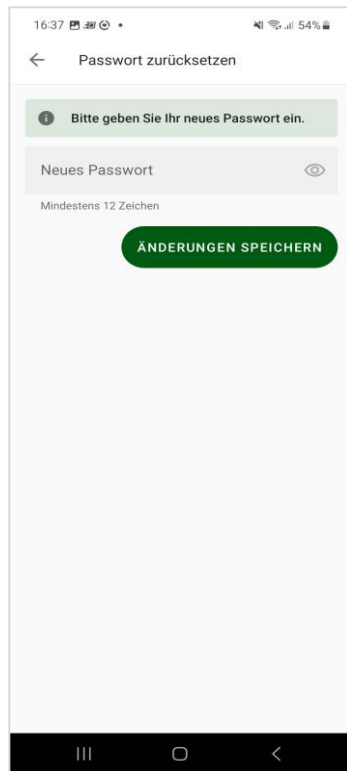 16:37 54%
Passwort zurücksetzen
Bitte geben Sie Ihr neues Passwort ein.
Neues Passwort
Mindestens 12 Zeichen
ÄNDERUNGEN SPEICHERN